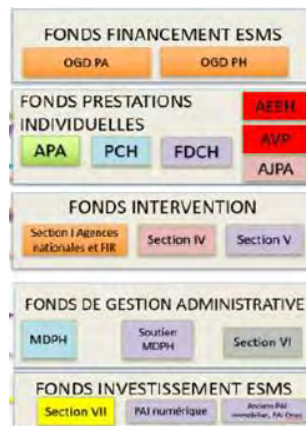 FONDS FINANCEMENT ESMS
OGD PA
OGD PH
FONDS PRESTATIONS
INDIVIDUELLES
AEEH
AVP
AJPA
APA
PCH
FDCH
FONDS INTERVENTION
Section I Agences
nationales et FIR
Section IV
Section V
FONDS DE GESTION ADMINISTRATIVE
MDPH
Soutien
MDPH
Section VI
FONDS INVESTISSEMENT ESMS
Section VII
PAI numérique
Ancien PAI
immobilier, PAI